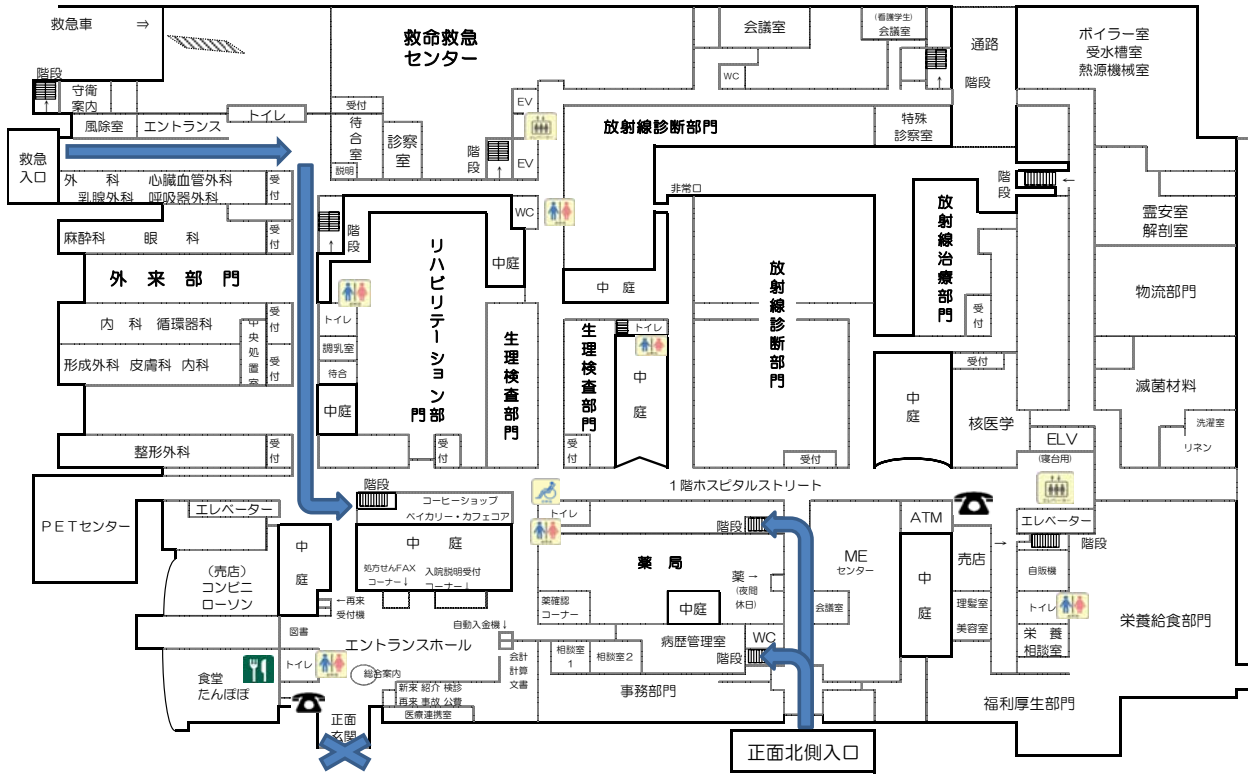 救急車 ⇒
階段
守衛
案内
風除室
エントランス
トイレ
救急
入口
救命救急
センター
受付
待合室
説明
診察室
EV
EV
階段
会議室
(看護学生)
会議室
WC
通路
階段
ボイラー室
受水槽室
熱源機械室
放射線診断部門
特殊
診察室
非常口
階段
←
外 科 心臓血管外科
乳腺外科 呼吸器外科
受付
麻酔科 眼 科
受付
外 来 部 門
内 科 循環器科
受付
中央処置室
形成外科 皮膚科 内科
受付
整形外科
受付
階段
トイレ
調乳室
待合
中庭
リハビリテーション部門
中庭
WC
生理検査部門
受付
中 庭
生理検査部門
受付
トイレ
中庭
放射線診断部門
受付
放射線治療部門
受付
霊安室
解剖室
物流部門
滅菌材料
洗濯室
リネン
中庭
受付
核医学
ELV
(寝台用)
エレベーター
1階ホスピタルストリート
PETセンター
エレベーター
階段
コーヒーショップ
ベイカリー・カフェコア
中 庭
処方せんFAX
コーナー↓
入院説明受付
コーナー↓
中庭
(売店)
コンビニ
ローソン
←再来
受付機
図書
エントランスホール
自動入金機↓
トイレ
総合案内
食堂
たんぽぽ
正面
玄関
新来 紹介 検診
再来 事故 公費
医療連携室
会計
計算
文書
トイレ
階段
薬 局
薬→
(夜間
休日)
薬確認
コーナー
中庭
病歴管理室
WC
相談室
1
相談室2
階段
事務部門
正面北側入口
ME
センター
会議室
ATM
中庭
売店
→
理髪室
美容室
エレベーター
階段
自販機
トイレ
栄 養
相談室
栄養給食部門
福利厚生部門